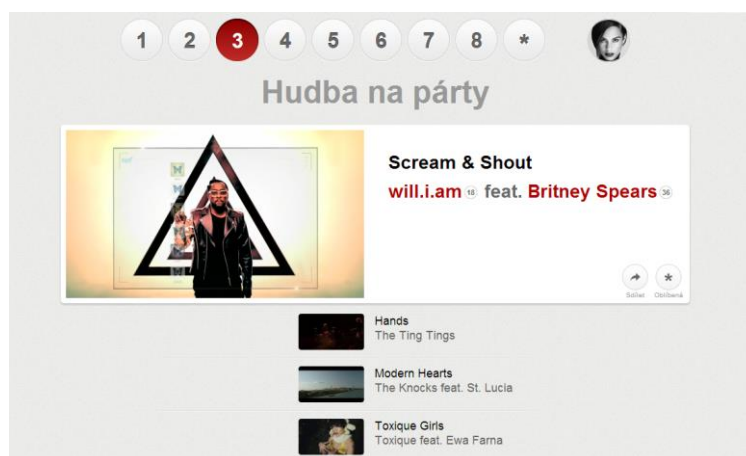 1 2 3 4 5 6 7 8 *
Hudba na párty
Scream & Shout
will.i.am 18 feat. Britney Spears 36
Sdílet Oblíbená
Hands
The Ting Tings
Modern Hearts
The Knocks feat. St. Lucia
Toxique Girls
Toxique feat. Ewa Farna